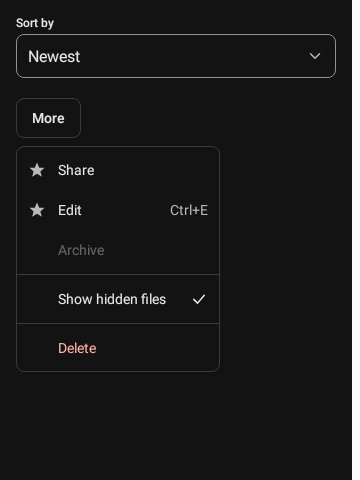 Sort by
Newest
More
Share
Edit Ctrl+E
Archive
Show hidden files
Delete